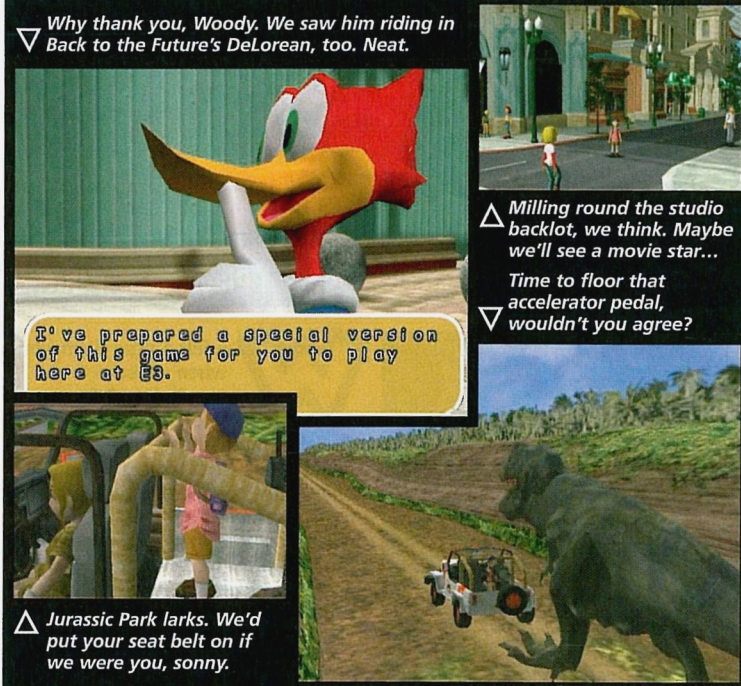 Why thank you, Woody. We saw him riding in
Back to the Future's DeLorean, too. Neat.
I've prepared a special version
of this game for you to play
here at E3.
Milling round the studio
backlot, we think. Maybe
we'll see a movie star...
Time to floor that
accelerator pedal,
wouldn't you agree?
Jurassic Park larks. We'd
put your seat belt on if
we were you, sonny.